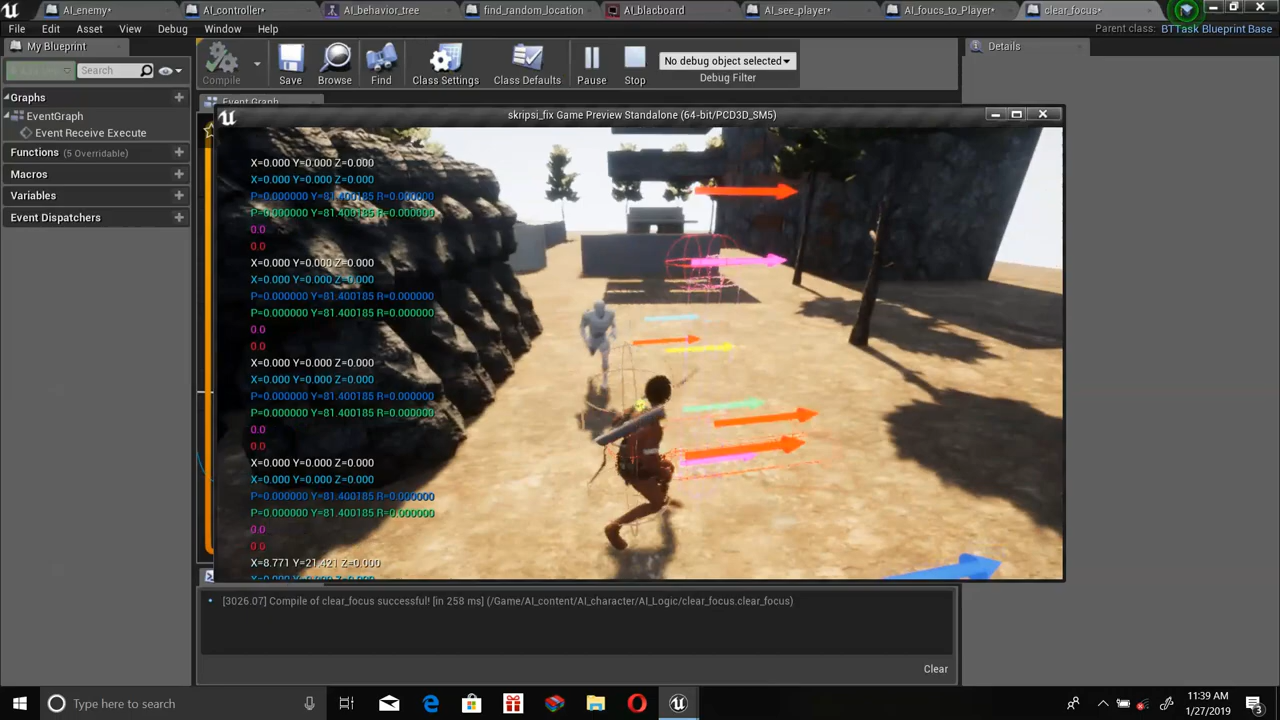 AI_enemy*
AI_controller*
AI_behavior_tree
find_random_location
AI_blacboard
AI_see_player*
AI_foucs_to_Player*
clear_focus*
File Edit Asset View Debug Window Help
Parent class: BTTask Blueprint Base
My Blueprint
Details
Search
Compile
Save
Browse
Find
Class Settings
Class Defaults
Pause
Stop
No debug object selected
Debug Filter
Graphs
EventGraph
Event Receive Execute
Functions (5 Overridable)
Macros
Variables
Event Dispatchers
Event Graph
skripsi_fix Game Preview Standalone (64-bit/PCD3D_SM5)
X=0.000 Y=0.000 Z=0.000
X=0.000 Y=0.000 Z=0.000
P=0.000000 Y=81.400185 R=0.000000
P=0.000000 Y=81.400185 R=0.000000
0.0
0.0
X=0.000 Y=0.000 Z=0.000
X=0.000 Y=0.000 Z=0.000
P=0.000000 Y=81.400185 R=0.000000
P=0.000000 Y=81.400185 R=0.000000
0.0
0.0
X=0.000 Y=0.000 Z=0.000
X=0.000 Y=0.000 Z=0.000
P=0.000000 Y=81.400185 R=0.000000
P=0.000000 Y=81.400185 R=0.000000
0.0
0.0
X=0.000 Y=0.000 Z=0.000
X=0.000 Y=0.000 Z=0.000
P=0.000000 Y=81.400185 R=0.000000
P=0.000000 Y=81.400185 R=0.000000
0.0
0.0
X=8.771 Y=21.421 Z=0.000
[3026.07] Compile of clear_focus successful! [in 258 ms] (/Game/AI_content/AI_character/AI_Logic/clear_focus.clear_focus)
Clear
Type here to search
11:39 AM
1/27/2019
3